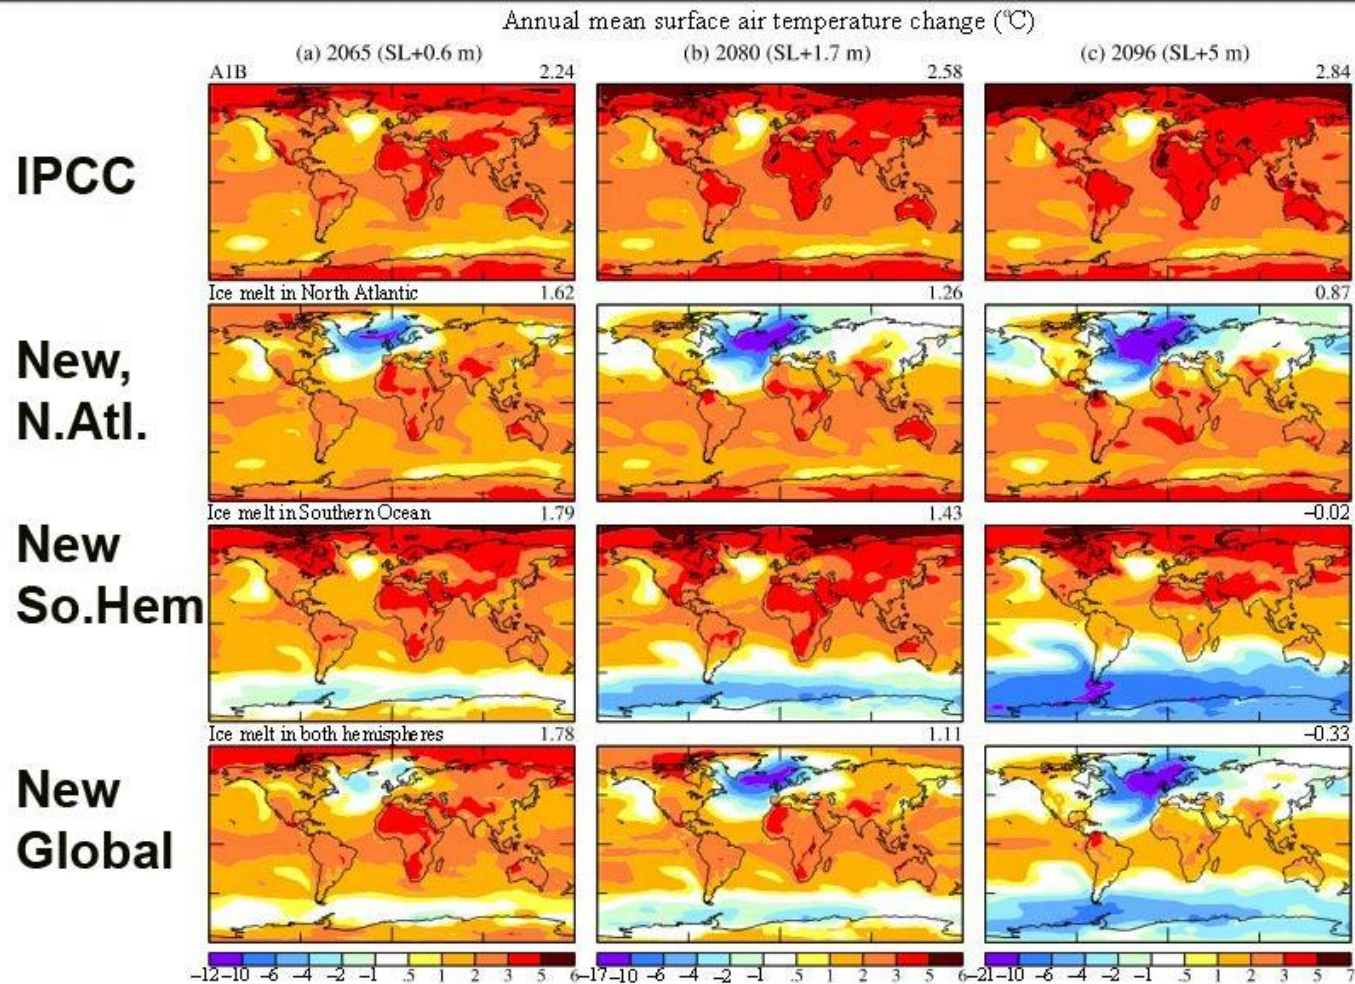 Annual mean surface air temperature change (°C)
(a) 2065 (SL+0.6 m) (b) 2080 (SL+1.7 m) (c) 2096 (SL+5 m)
A1B 2.24 2.58 2.84
IPCC
Ice melt in North Atlantic 1.62 1.26 0.87
New,
N.Atl.
Ice melt in Southern Ocean 1.79 1.43 −0.02
New
So.Hem
Ice melt in both hemispheres 1.78 1.11 −0.33
New
Global
−12 −10 −6 −4 −2 −1 .5 1 2 3 5 6 −17 −10 −6 −4 −2 −1 .5 1 2 3 5 6 −21 −10 −6 −4 −2 −1 .5 1 2 3 5 7